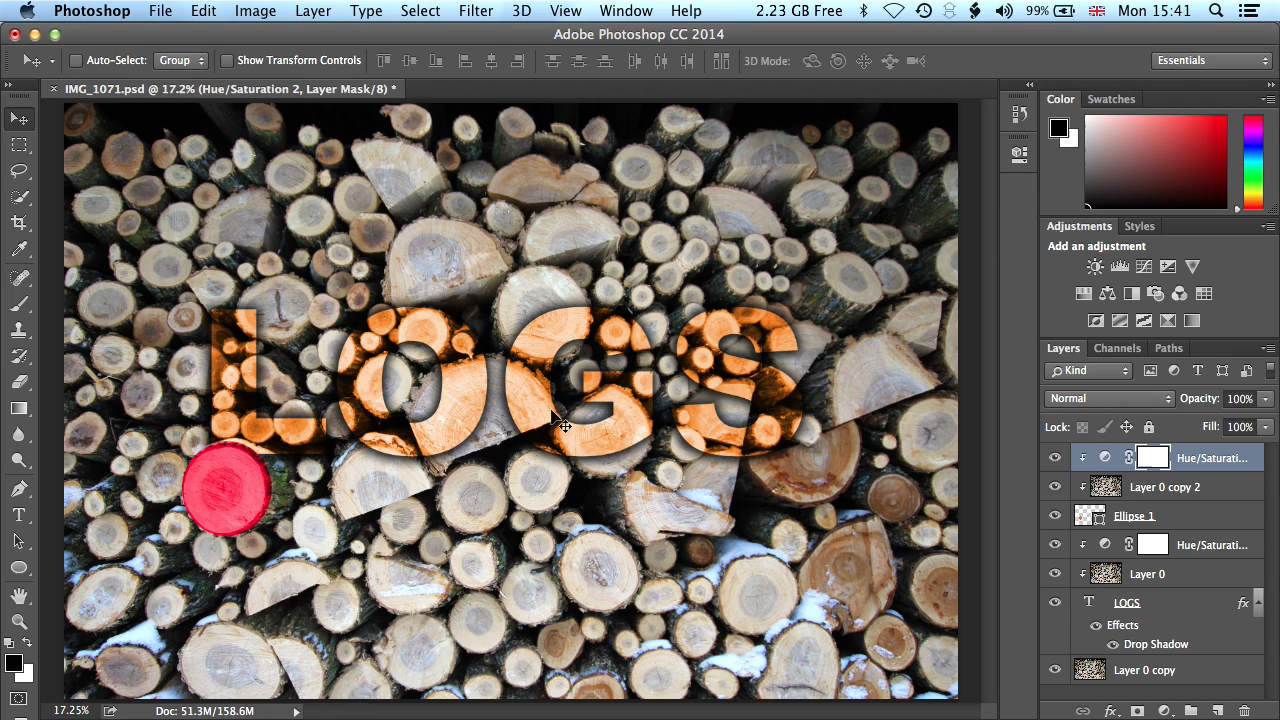 Photoshop File Edit Image Layer Type Select Filter 3D View Window Help 2.23 GB Free 99% Mon 15:41
Adobe Photoshop CC 2014
Auto-Select: Group Show Transform Controls 3D Mode: Essentials
× IMG_1071.psd @ 17.2% (Hue/Saturation 2, Layer Mask/8) *
Color Swatches
Adjustments Styles
Add an adjustment
LOGS
Layers Channels Paths
Kind
Normal Opacity: 100%
Lock: Fill: 100%
Hue/Saturati...
Layer 0 copy 2
Ellipse 1
Hue/Saturati...
Layer 0
T LOGS fx
Effects
Drop Shadow
Layer 0 copy
17.25% Doc: 51.3M/158.6M
fx